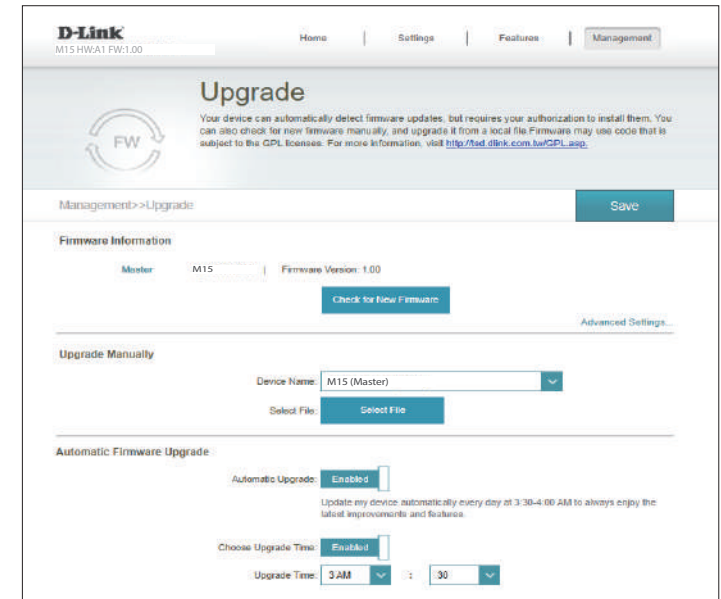 D-Link
M15 HW:A1 FW:1.00
Home | Settings | Features | Management
Upgrade
Your device can automatically detect firmware updates, but requires your authorization to install them. You
can also check for new firmware manually, and upgrade it from a local file.Firmware may use code that is
subject to the GPL licenses. For more information, visit http://tsd.dlink.com.tw/GPL.asp.
FW
Management>>Upgrade
Save
Firmware Information
Master M15 | Firmware Version: 1.00
Check for New Firmware
Advanced Settings...
Upgrade Manually
Device Name: M15 (Master)
Select File: Select File
Automatic Firmware Upgrade
Automatic Upgrade: Enabled
Update my device automatically every day at 3:30-4:00 AM to always enjoy the
latest improvements and features.
Choose Upgrade Time: Enabled
Upgrade Time: 3 AM : 30